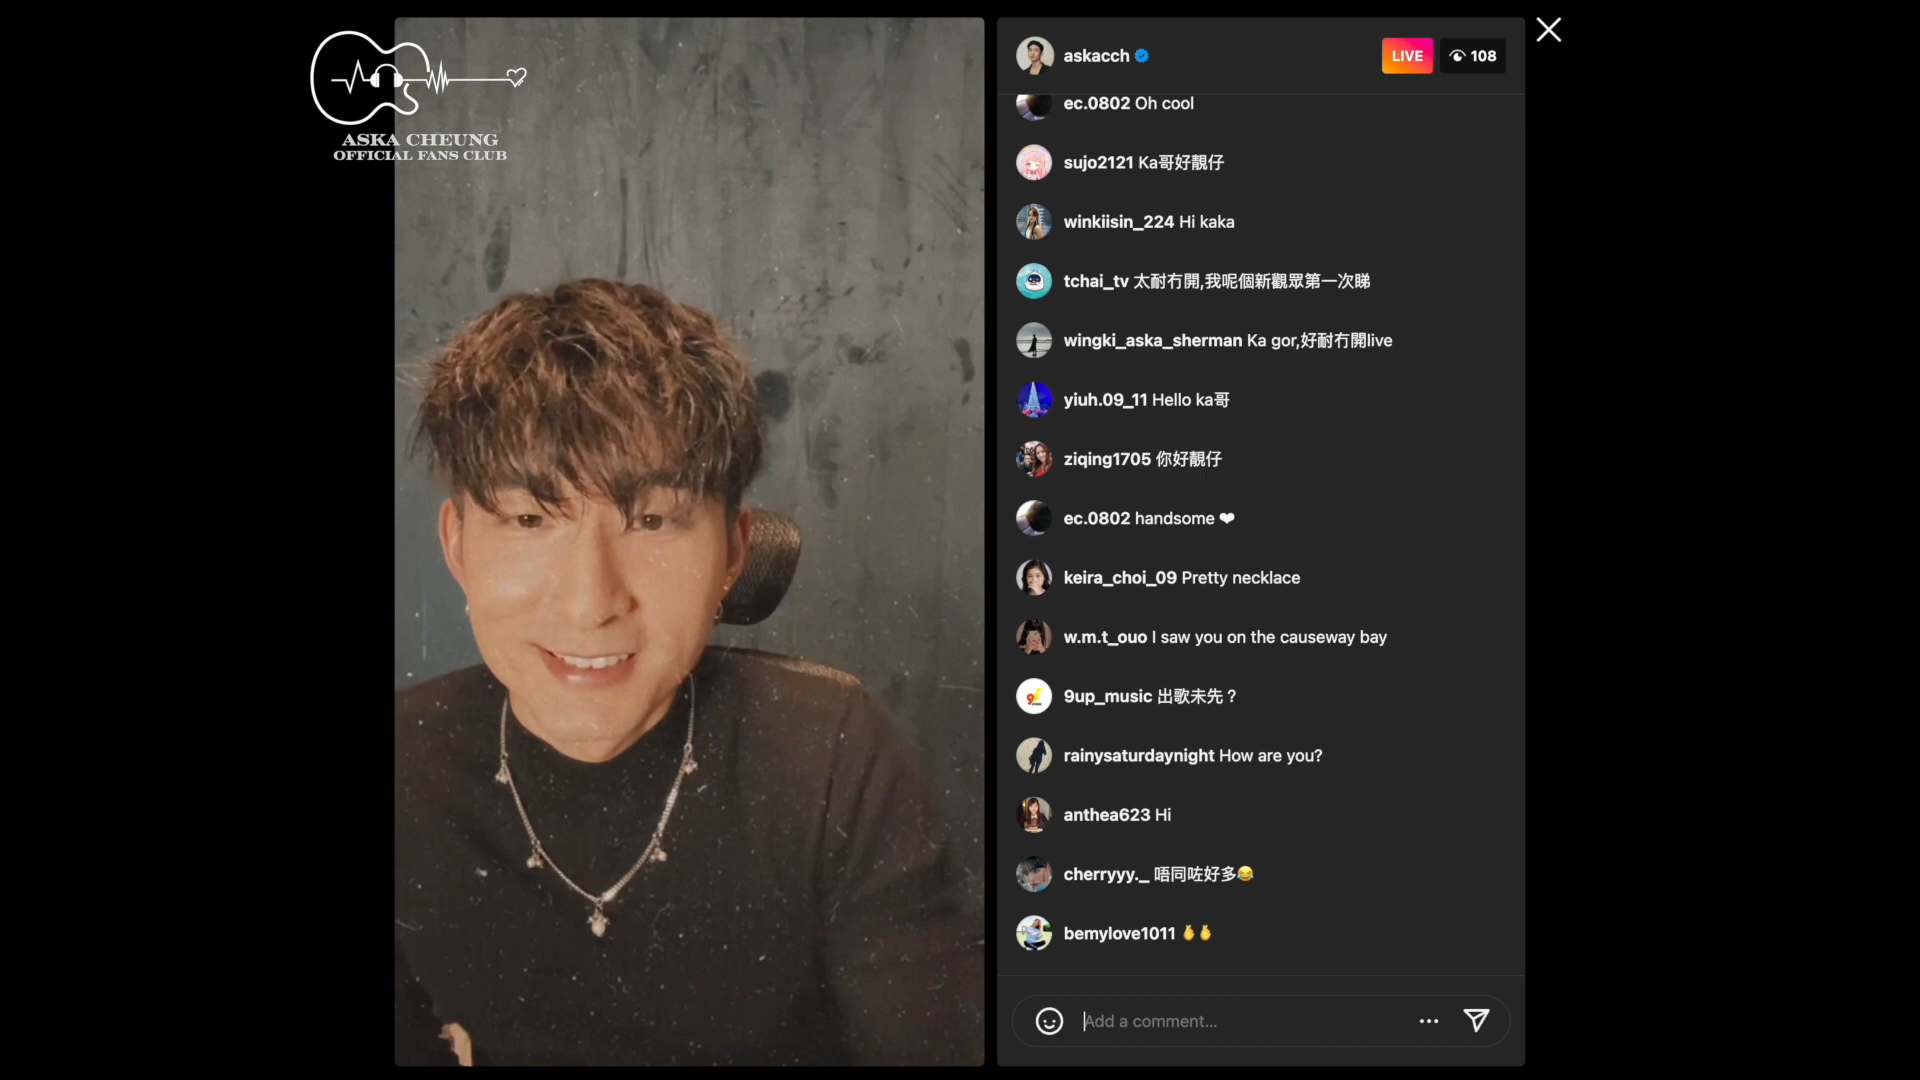 ASKA CHEUNG
OFFICIAL FANS CLUB
askacch
LIVE
108
ec.0802 Oh cool
sujo2121 Ka哥好靚仔
winkiisin_224 Hi kaka
tchai_tv 太耐冇開,我呢個新觀眾第一次睇
wingki_aska_sherman Ka gor,好耐冇開live
yiuh.09_11 Hello ka哥
ziqing1705 你好靚仔
ec.0802 handsome ❤
keira_choi_09 Pretty necklace
w.m.t_ouo I saw you on the causeway bay
9up_music 出歌未先？
rainysaturdaynight How are you?
anthea623 Hi
cherryyy._ 唔同咗好多😂
bemylove1011 🫰🫰
Add a comment...